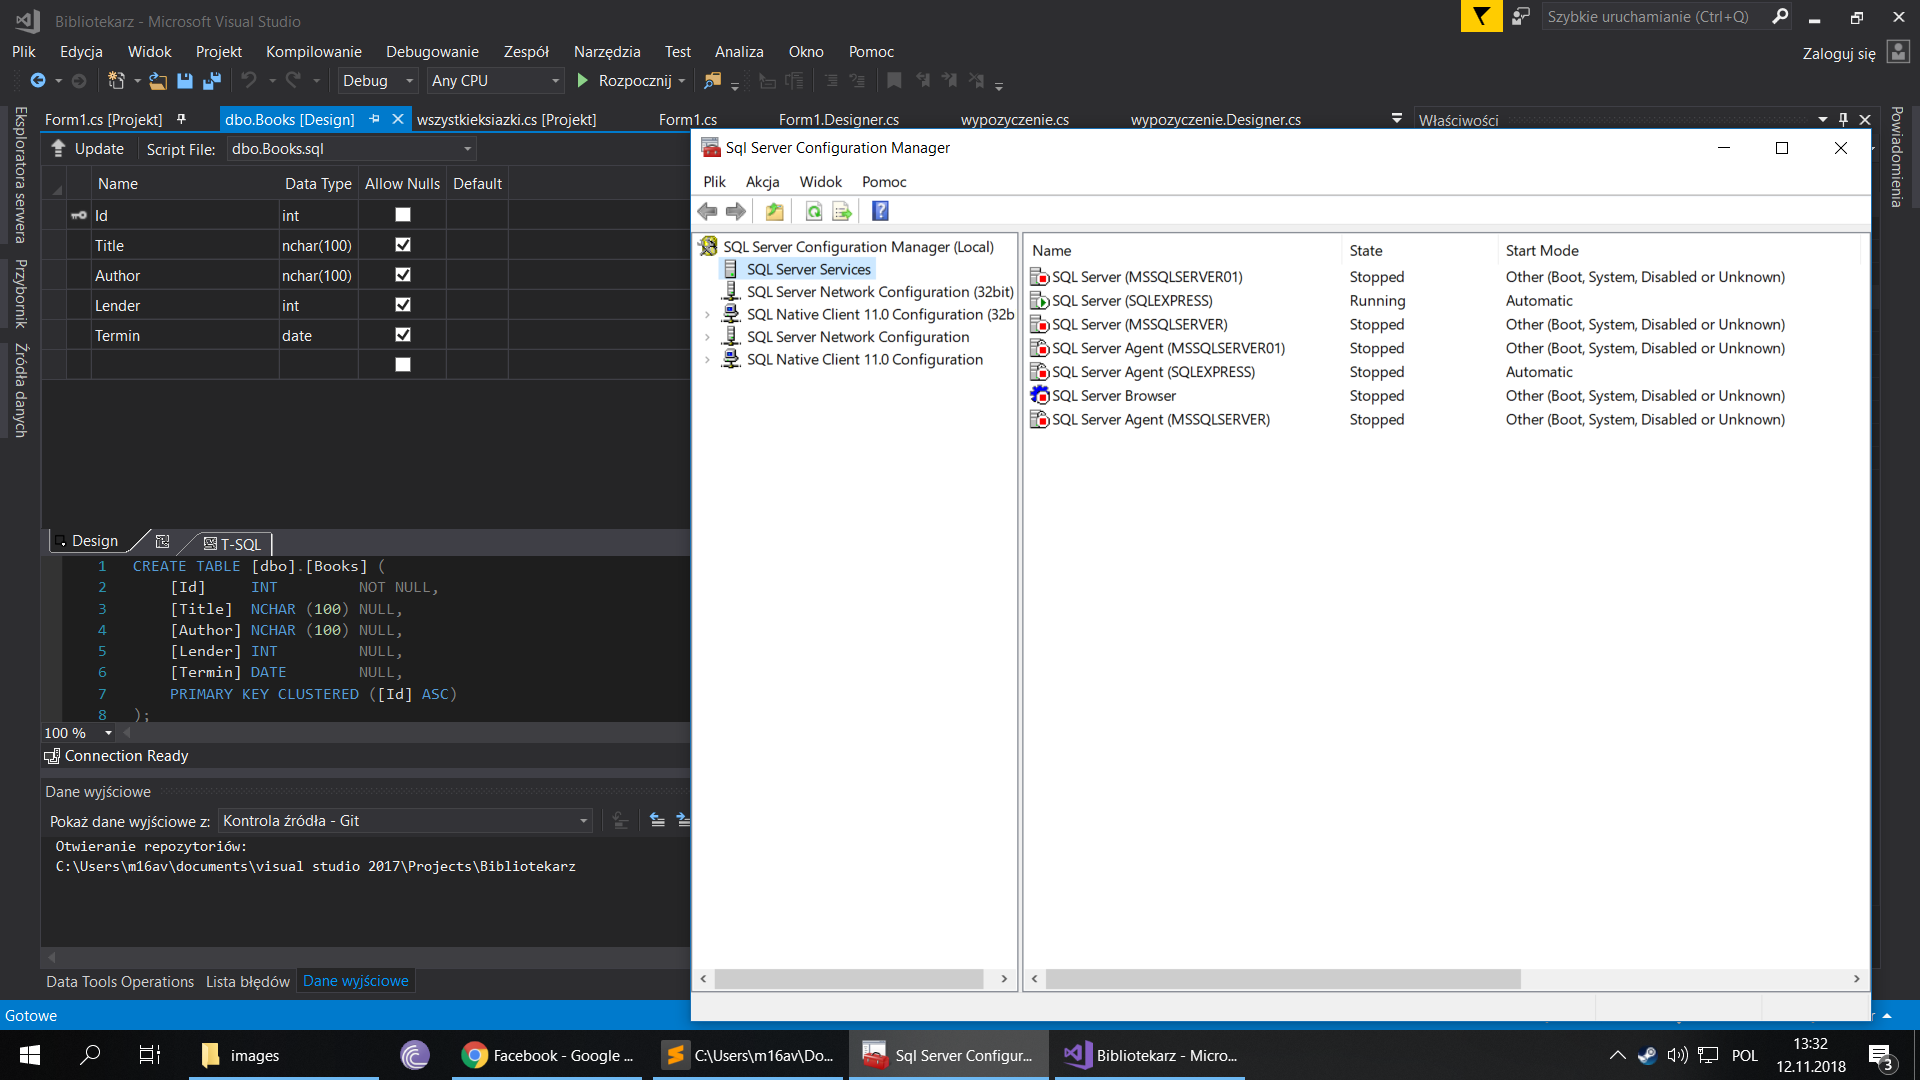 Bibliotekarz - Microsoft Visual Studio
Szybkie uruchamianie (Ctrl+Q)
Plik Edycja Widok Projekt Kompilowanie Debugowanie Zespół Narzędzia Test Analiza Okno Pomoc
Zaloguj się
Debug Any CPU Rozpocznij
Form1.cs [Projekt] dbo.Books [Design] wszystkieksiazki.cs [Projekt] Form1.cs Form1.Designer.cs wypozyczenie.cs wypozyczenie.Designer.cs
Właściwości
Eksploratora serwera
Przybornik
Źródła danych
Powiadomienia
Update Script File: dbo.Books.sql
Name Data Type Allow Nulls Default
Id int
Title nchar(100)
Author nchar(100)
Lender int
Termin date
Design T-SQL
1 CREATE TABLE [dbo].[Books] (
2 [Id] INT NOT NULL,
3 [Title] NCHAR (100) NULL,
4 [Author] NCHAR (100) NULL,
5 [Lender] INT NULL,
6 [Termin] DATE NULL,
7 PRIMARY KEY CLUSTERED ([Id] ASC)
8 );
100 %
Connection Ready
Dane wyjściowe
Pokaż dane wyjściowe z: Kontrola źródła - Git
Otwieranie repozytoriów:
C:\Users\m16av\documents\visual studio 2017\Projects\Bibliotekarz
Data Tools Operations Lista błędów Dane wyjściowe
Gotowe
Sql Server Configuration Manager
Plik Akcja Widok Pomoc
SQL Server Configuration Manager (Local)
SQL Server Services
SQL Server Network Configuration (32bit)
SQL Native Client 11.0 Configuration (32b
SQL Server Network Configuration
SQL Native Client 11.0 Configuration
Name State Start Mode
SQL Server (MSSQLSERVER01) Stopped Other (Boot, System, Disabled or Unknown)
SQL Server (SQLEXPRESS) Running Automatic
SQL Server (MSSQLSERVER) Stopped Other (Boot, System, Disabled or Unknown)
SQL Server Agent (MSSQLSERVER01) Stopped Other (Boot, System, Disabled or Unknown)
SQL Server Agent (SQLEXPRESS) Stopped Automatic
SQL Server Browser Stopped Other (Boot, System, Disabled or Unknown)
SQL Server Agent (MSSQLSERVER) Stopped Other (Boot, System, Disabled or Unknown)
images
Facebook - Google ...
C:\Users\m16av\Do...
Sql Server Configur...
Bibliotekarz - Micro...
POL
13:32
12.11.2018
3